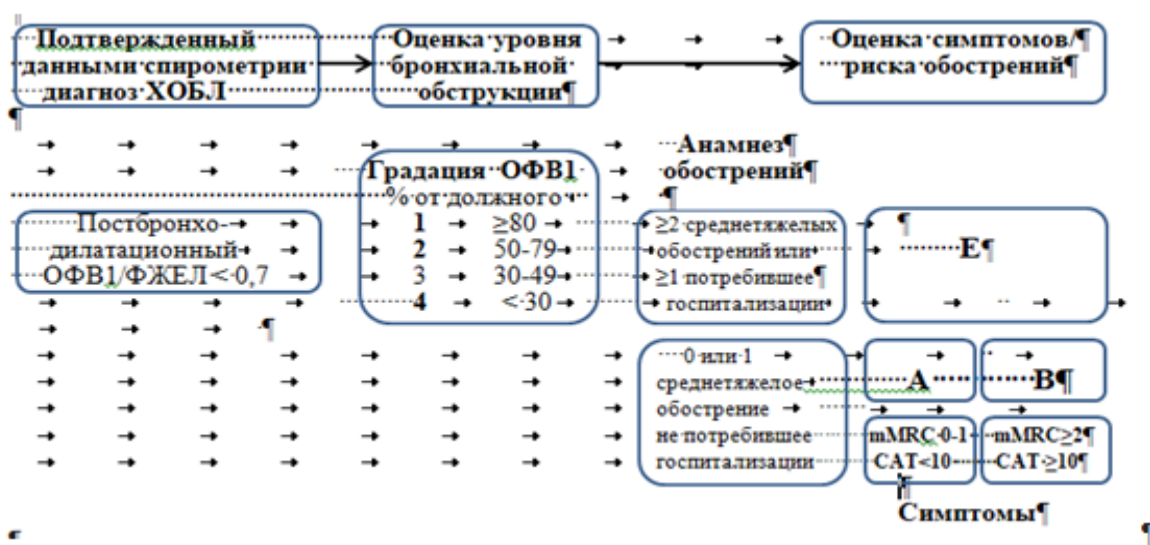 Подтвержденный
данными спирометрии
диагноз ХОБЛ
Оценка уровня
бронхиальной
обструкции
Оценка симптомов/
риска обострений
Анамнез
обострений
Градация ОФВ1
% от должного
1 ≥80
2 50-79
3 30-49
4 <30
Постбронхо-
дилатационный
ОФВ1/ФЖЕЛ< 0,7
≥2 среднетяжелых
обострений или
≥1 потребившее
госпитализации
E
0 или 1
среднетяжелое
обострение
не потребившее
госпитализации
A B
mMRC 0-1 mMRC≥2
CAT<10 CAT ≥10
Симптомы